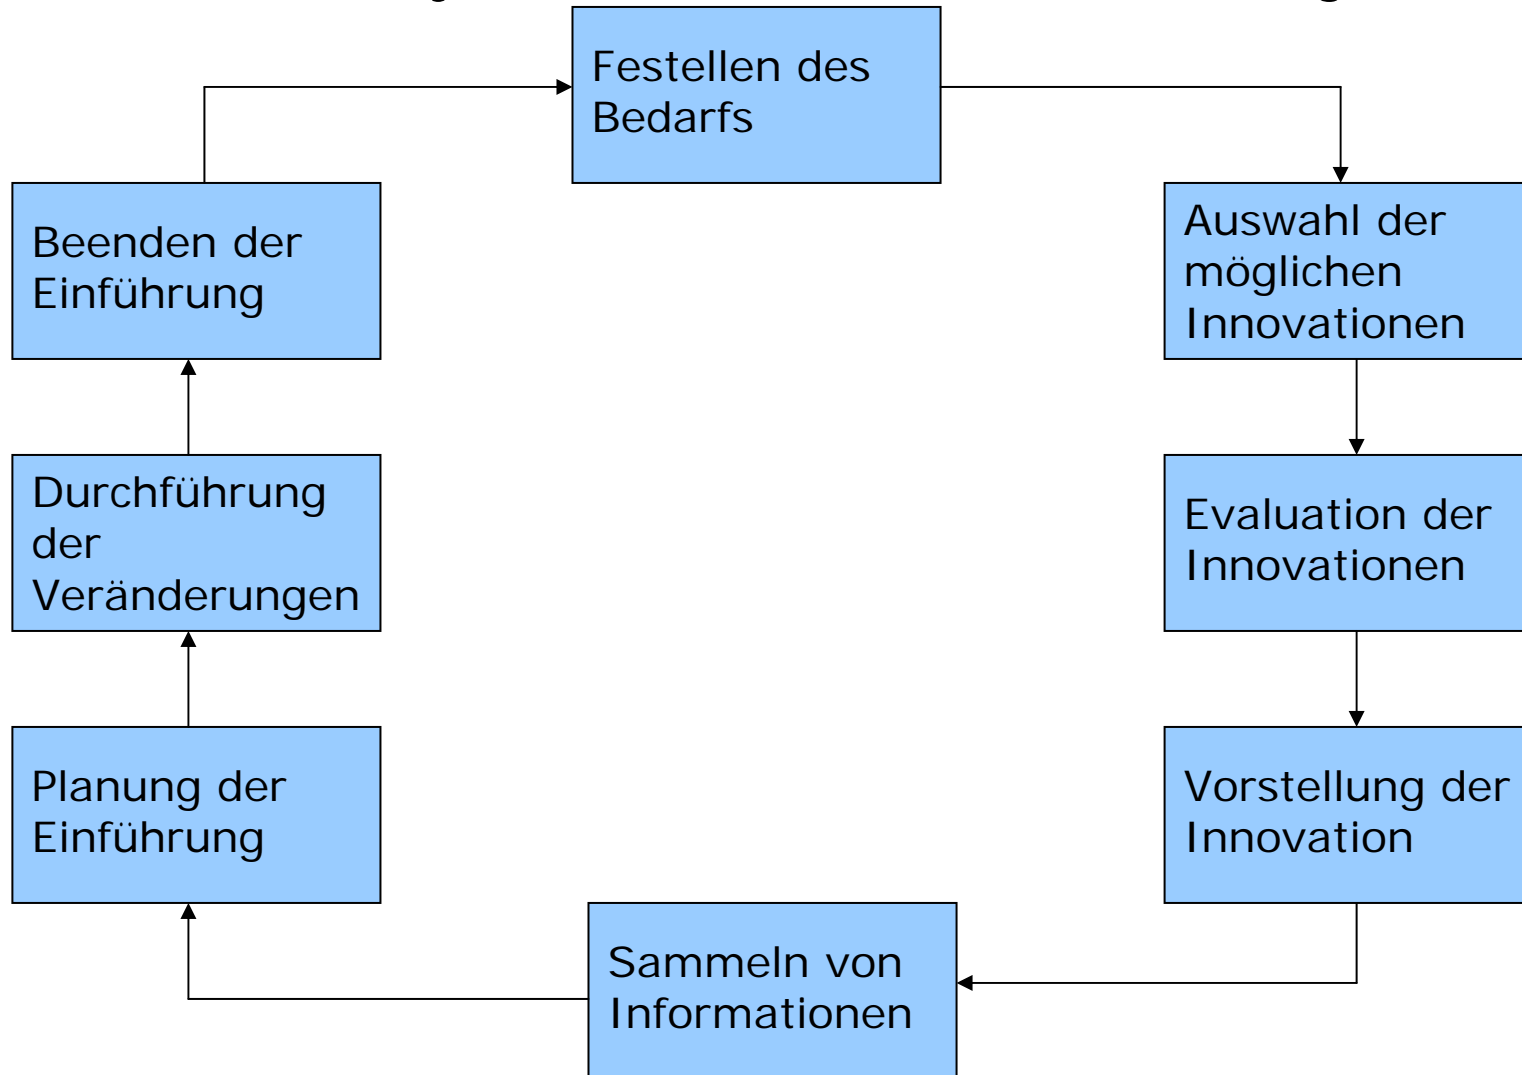 Festellen des
Bedarfs
Auswahl der
möglichen
Innovationen
Evaluation der
Innovationen
Vorstellung der
Innovation
Sammeln von
Informationen
Planung der
Einführung
Durchführung
der
Veränderungen
Beenden der
Einführung